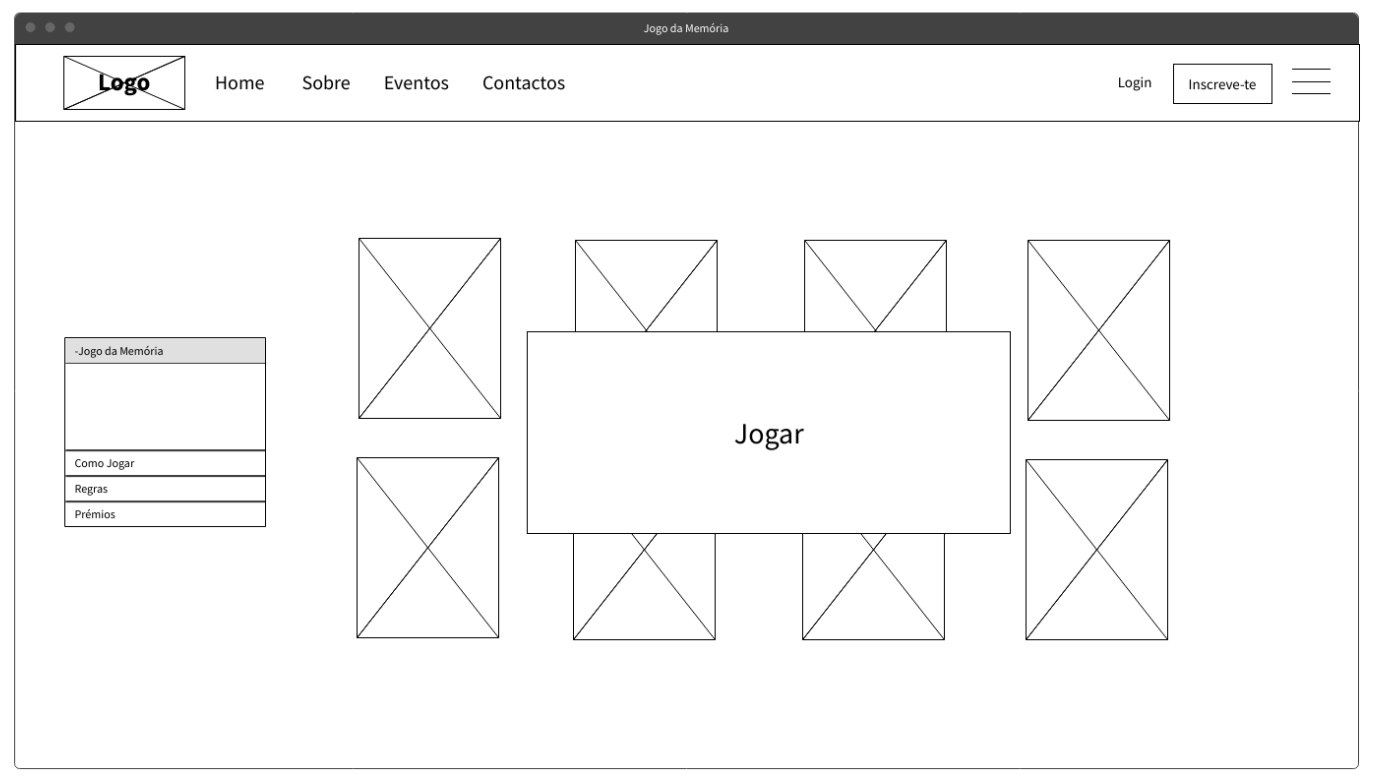 Jogo da Memória
Logo
Home
Sobre
Eventos
Contactos
Login
Inscreve-te
-Jogo da Memória
Como Jogar
Regras
Prémios
Jogar